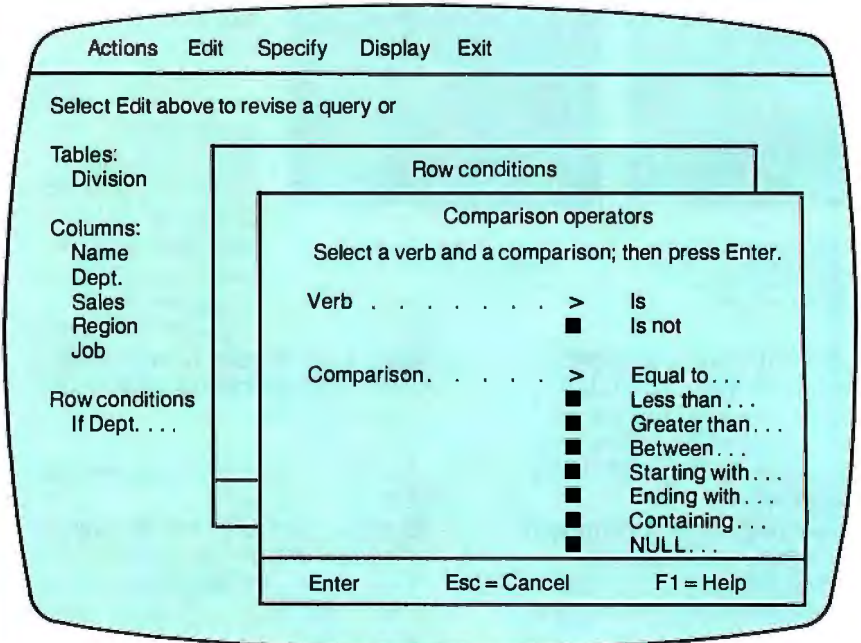 Actions Edit Specify Display Exit
Select Edit above to revise a query or
Tables:
Division
Columns:
Name
Dept.
Sales
Region
Job
Row conditions
If Dept. . . .
Row conditions
Comparison operators
Select a verb and a comparison; then press Enter.
Verb . . . . . . . > Is
■ Is not
Comparison. . . . . > Equal to . . .
■ Less than . . .
■ Greater than . . .
■ Between . . .
■ Starting with . . .
■ Ending with . . .
■ Containing . . .
■ NULL. . .
Enter Esc = Cancel F1 = Help